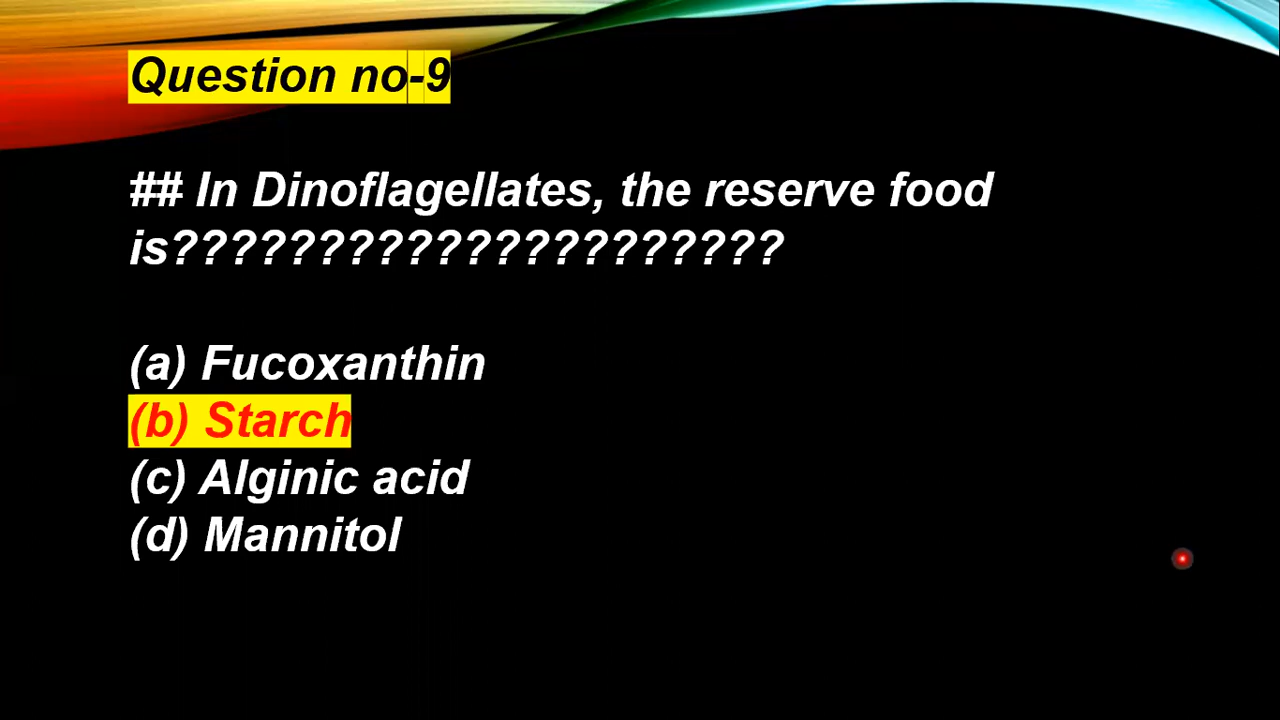 Question no-9
## In Dinoflagellates, the reserve food
is?????????????????????
(a) Fucoxanthin
(b) Starch
(c) Alginic acid
(d) Mannitol